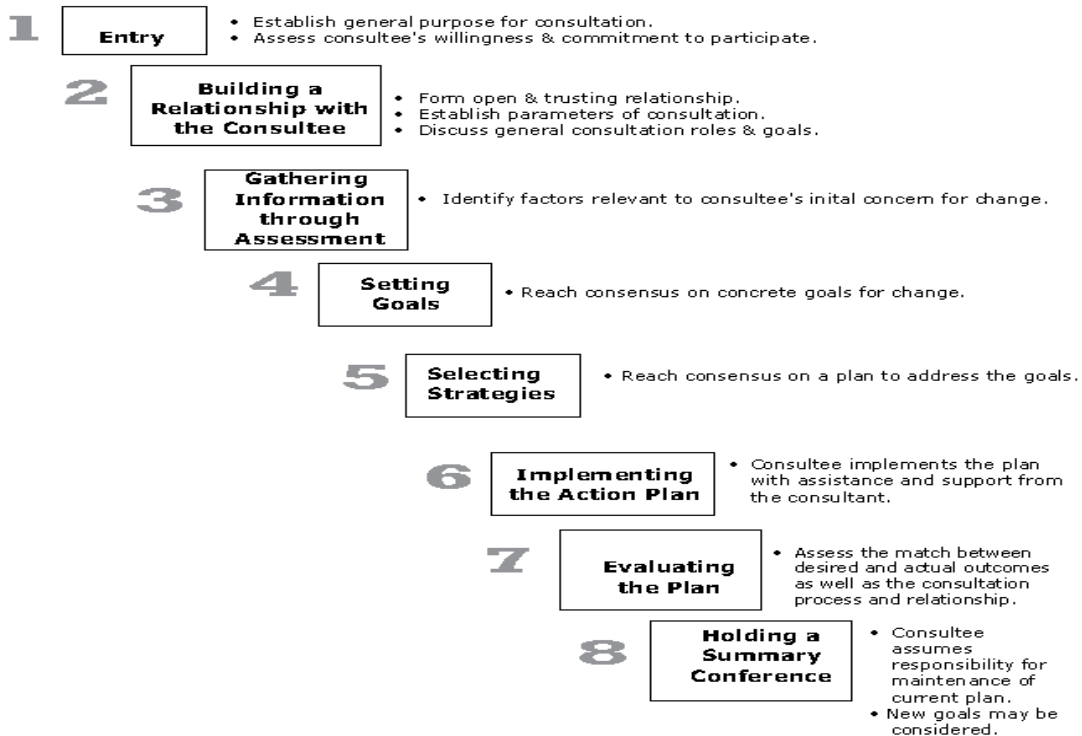 1
Entry
• Establish general purpose for consultation.
• Assess consultee's willingness & commitment to participate.
2
Building a
Relationship with
the Consultee
• Form open & trusting relationship.
• Establish parameters of consultation.
• Discuss general consultation roles & goals.
3
Gathering
Information
through
Assessment
• Identify factors relevant to consultee's inital concern for change.
4
Setting
Goals
• Reach consensus on concrete goals for change.
5
Selecting
Strategies
• Reach consensus on a plan to address the goals.
6
Implementing
the Action Plan
• Consultee implements the plan
with assistance and support from
the consultant.
7
Evaluating
the Plan
• Assess the match between
desired and actual outcomes
as well as the consultation
process and relationship.
8
Holding a
Summary
Conference
• Consultee
assumes
responsibility for
maintenance of
current plan.
• New goals may be
considered.